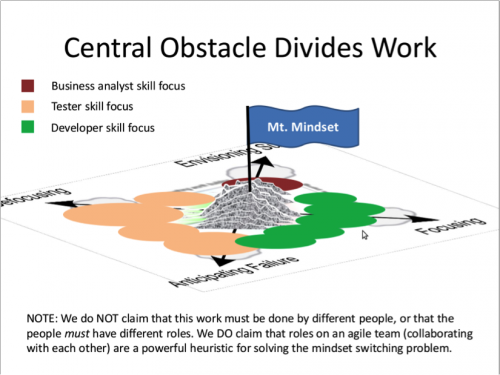 Central Obstacle Divides Work
Business analyst skill focus
Tester skill focus
Developer skill focus
Mt. Mindset
Envisioning
Focusing
Anticipating Failure
NOTE: We do NOT claim that this work must be done by different people, or that the
people must have different roles. We DO claim that roles on an agile team (collaborating
with each other) are a powerful heuristic for solving the mindset switching problem.